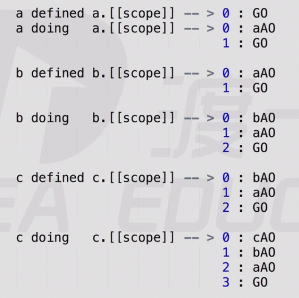 a defined a.[[scope]] -- > 0 : GO
a doing a.[[scope]] -- > 0 : aAO
1 : GO
b defined b.[[scope]] -- > 0 : aAO
1 : GO
b doing b.[[scope]] -- > 0 : bAO
1 : aAO
2 : GO
c defined c.[[scope]] -- > 0 : bAO
1 : aAO
2 : GO
c doing c.[[scope]] -- > 0 : cAO
1 : bAO
2 : aAO
3 : GO